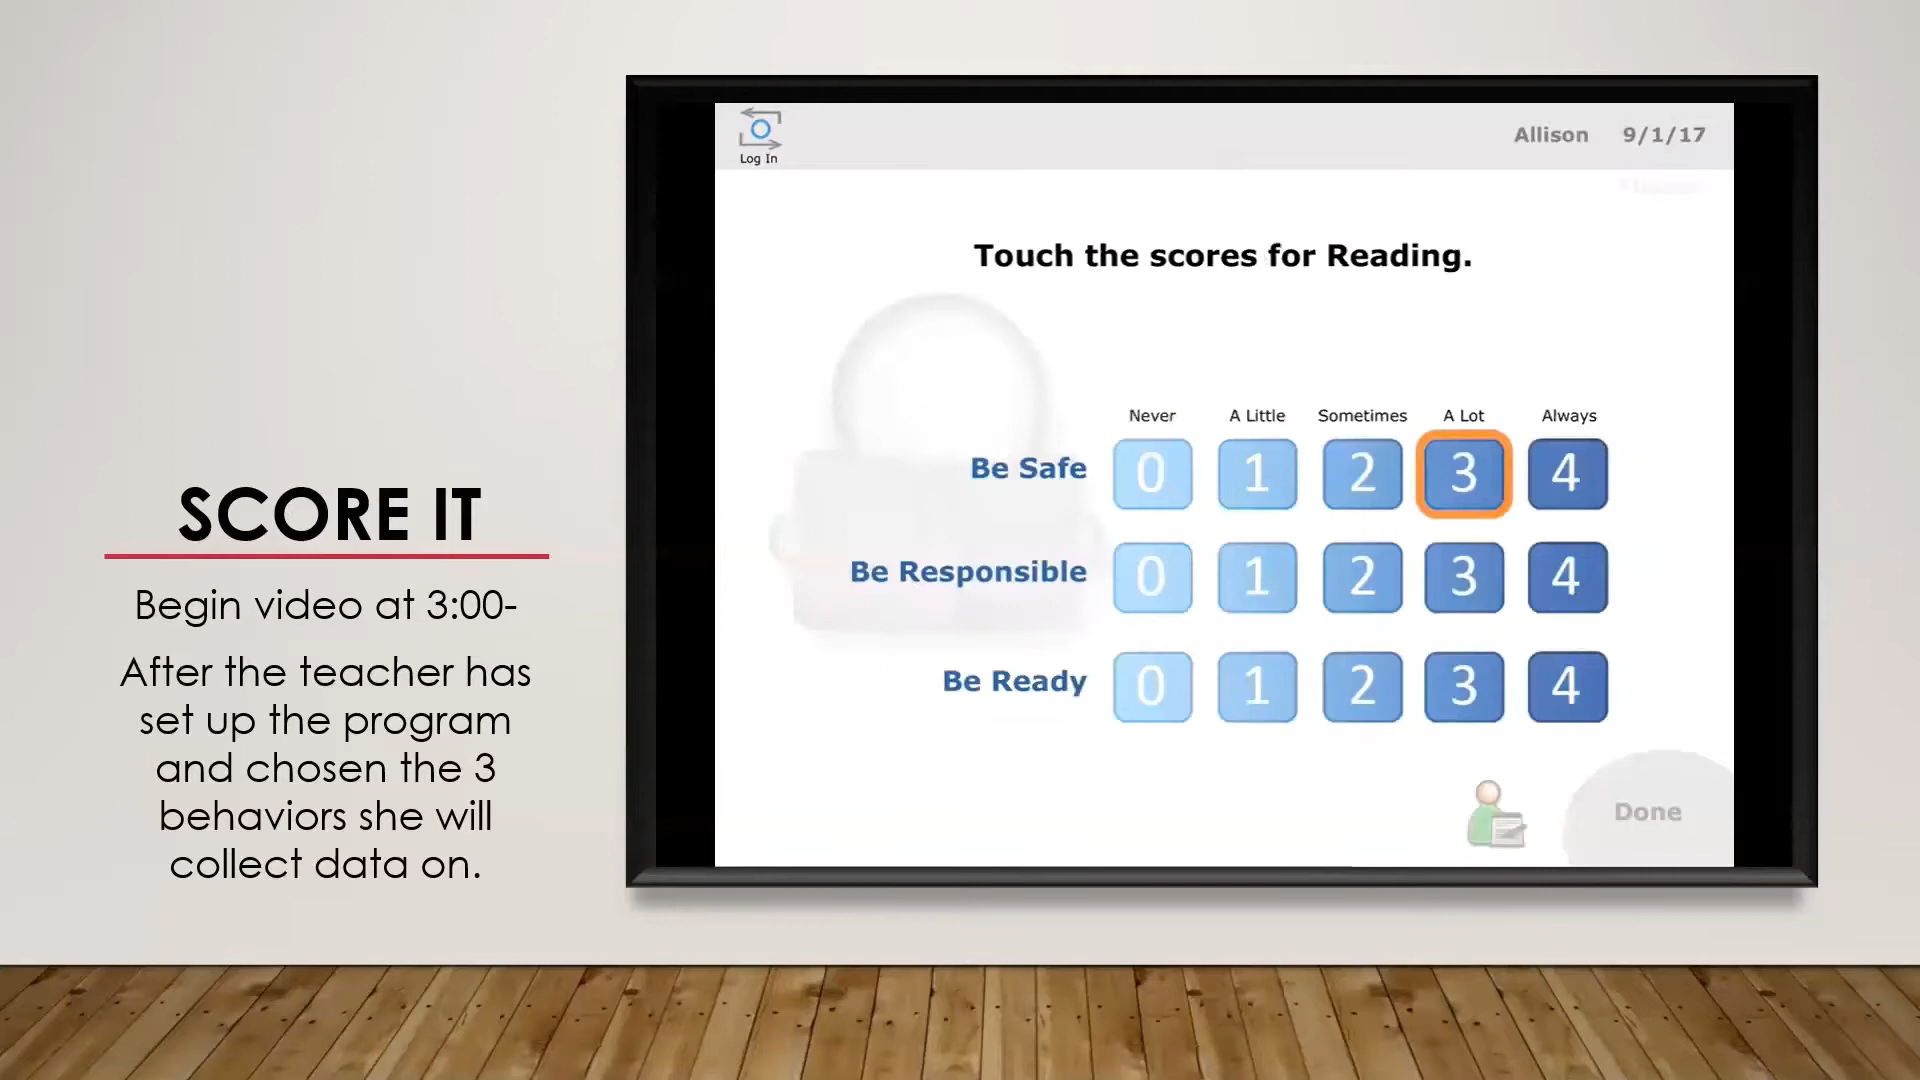 SCORE IT
Begin video at 3:00-
After the teacher has
set up the program
and chosen the 3
behaviors she will
collect data on.
Log In
Allison 9/1/17
Touch the scores for Reading.
Never A Little Sometimes A Lot Always
Be Safe 0 1 2 3 4
Be Responsible 0 1 2 3 4
Be Ready 0 1 2 3 4
Done